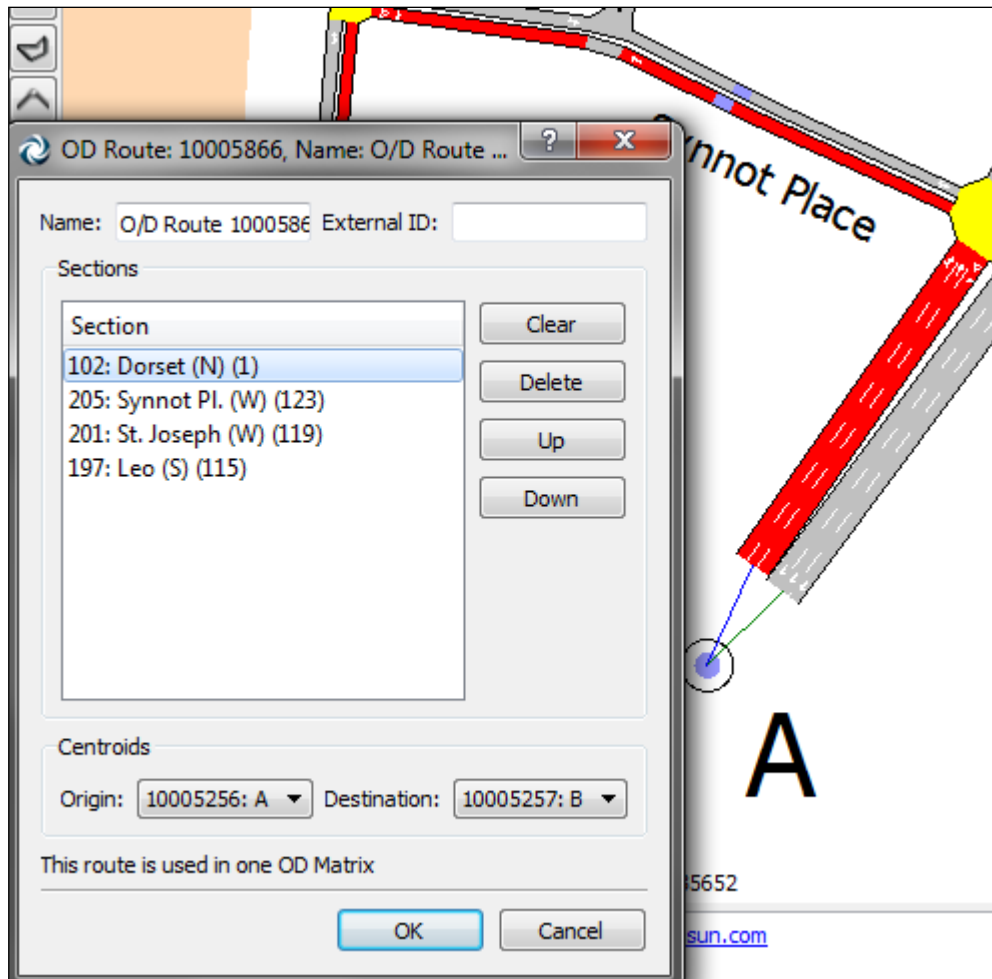 OD Route: 10005866, Name: O/D Route ...
?
Synnot Place
Name: O/D Route 1000586 External ID:
Sections
Section
Clear
102: Dorset (N) (1)
Delete
205: Synnot Pl. (W) (123)
201: St. Joseph (W) (119)
Up
197: Leo (S) (115)
Down
A
Centroids
Origin: 10005256: A Destination: 10005257: B
This route is used in one OD Matrix
5652
OK Cancel
sun.com